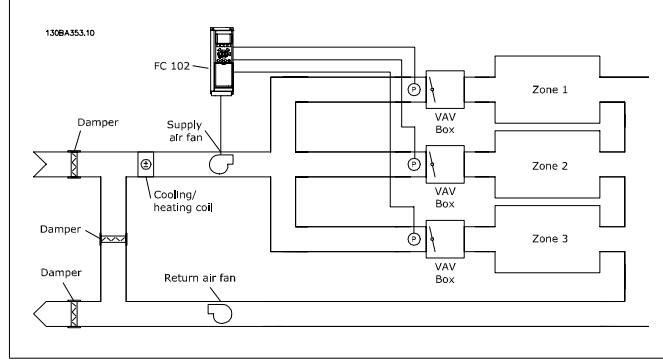 130BA353.10
FC 102
Damper
Supply
air fan
Cooling/
heating coil
Damper
Damper
Return air fan
P
VAV
Box
Zone 1
P
VAV
Box
Zone 2
P
VAV
Box
Zone 3